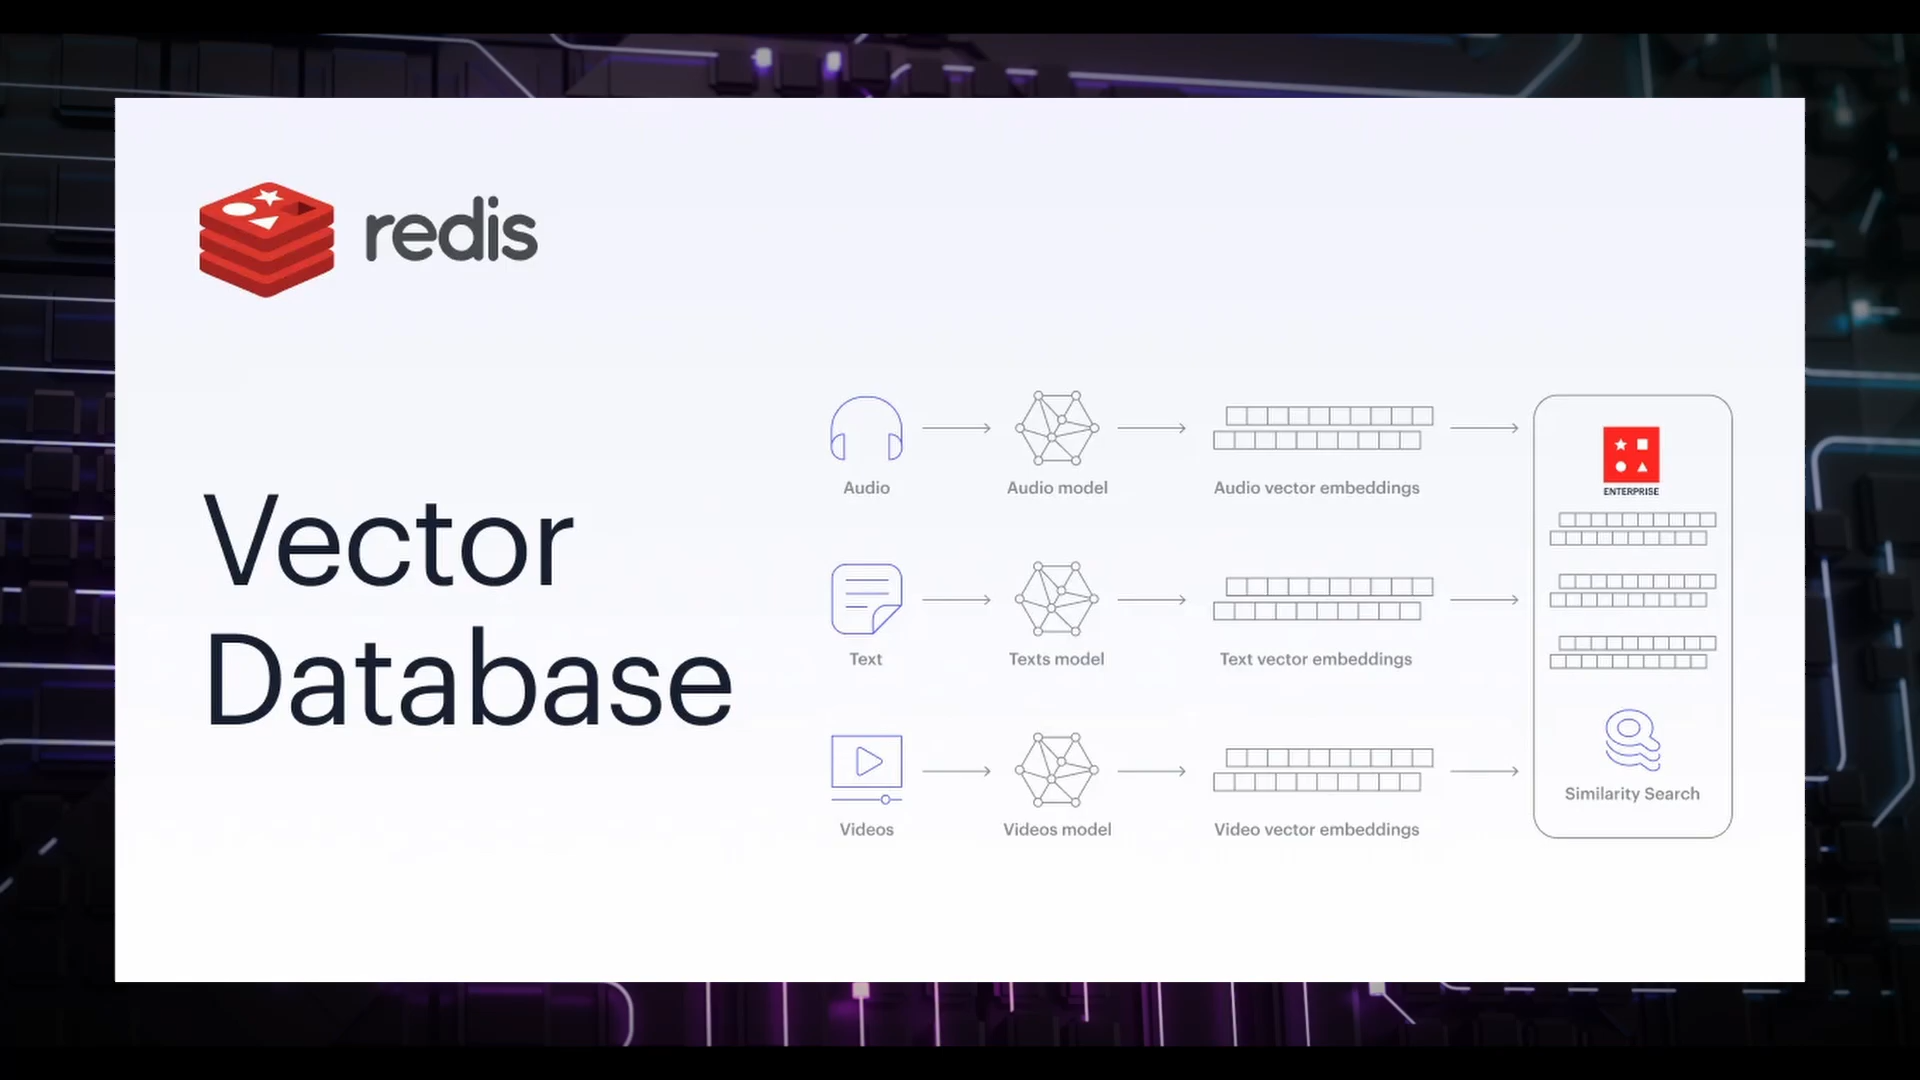 redis
Vector
Database
Audio
Audio model
Audio vector embeddings
Text
Texts model
Text vector embeddings
Videos
Videos model
Video vector embeddings
ENTERPRISE
Similarity Search